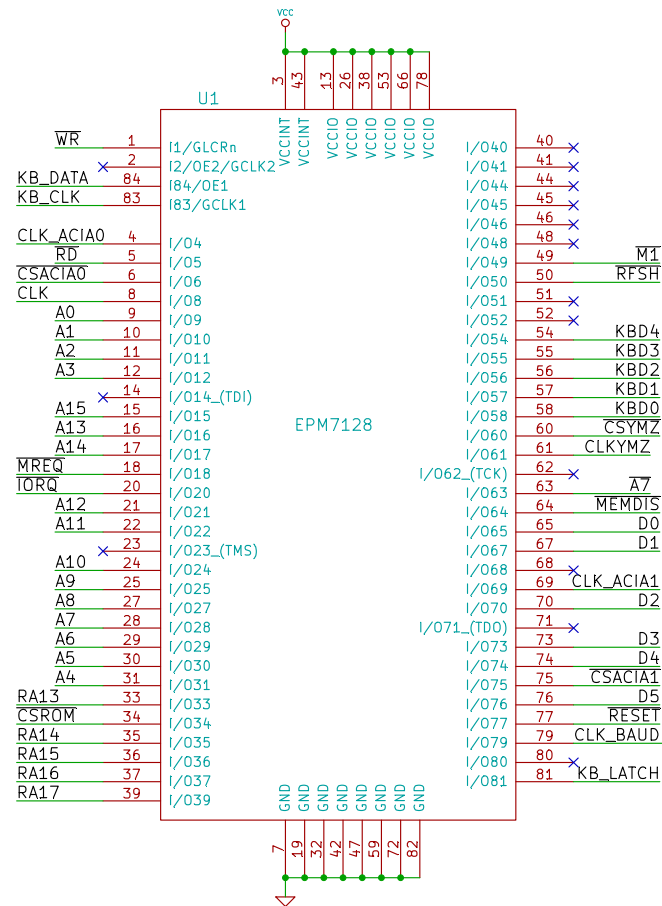 VCC
3 43 13 26 38 53 66 78
U1
VCCINT VCCINT VCCIO VCCIO VCCIO VCCIO VCCIO VCCIO
WR 1 I1/GLCRn I/O40 40
2 I2/OE2/GCLK2 I/O41 41
KB_DATA 84 I84/OE1 I/O44 44
KB_CLK 83 I83/GCLK1 I/O45 45
I/O46 46
CLK_ACIA0 4 I/O4 I/O48 48
RD 5 I/O5 I/O49 49 M1
CSACIA0 6 I/O6 I/O50 50 RFSH
CLK 8 I/O8 I/O51 51
A0 9 I/O9 I/O52 52
A1 10 I/O10 I/O54 54 KBD4
A2 11 I/O11 I/O55 55 KBD3
A3 12 I/O12 I/O56 56 KBD2
14 I/O14_(TDI) I/O57 57 KBD1
A15 15 I/O15 I/O58 58 KBD0
A13 16 I/O16 EPM7128 I/O60 60 CSYMZ
A14 17 I/O17 I/O61 61 CLKYMZ
MREQ 18 I/O18 I/O62_(TCK) 62
IORQ 20 I/O20 I/O63 63 A7
A12 21 I/O21 I/O64 64 MEMDIS
A11 22 I/O22 I/O65 65 D0
23 I/O23_(TMS) I/O67 67 D1
A10 24 I/O24 I/O68 68
A9 25 I/O25 I/O69 69 CLK_ACIA1
A8 27 I/O27 I/O70 70 D2
A7 28 I/O28 I/O71_(TDO) 71
A6 29 I/O29 I/O73 73 D3
A5 30 I/O30 I/O74 74 D4
A4 31 I/O31 I/O75 75 CSACIA1
RA13 33 I/O33 I/O76 76 D5
CSROM 34 I/O34 I/O77 77 RESET
RA14 35 I/O35 I/O79 79 CLK_BAUD
RA15 36 I/O36 I/O80 80
RA16 37 I/O37 I/O81 81 KB_LATCH
RA17 39 I/O39
GND GND GND GND GND GND GND GND
7 19 32 42 47 59 72 82